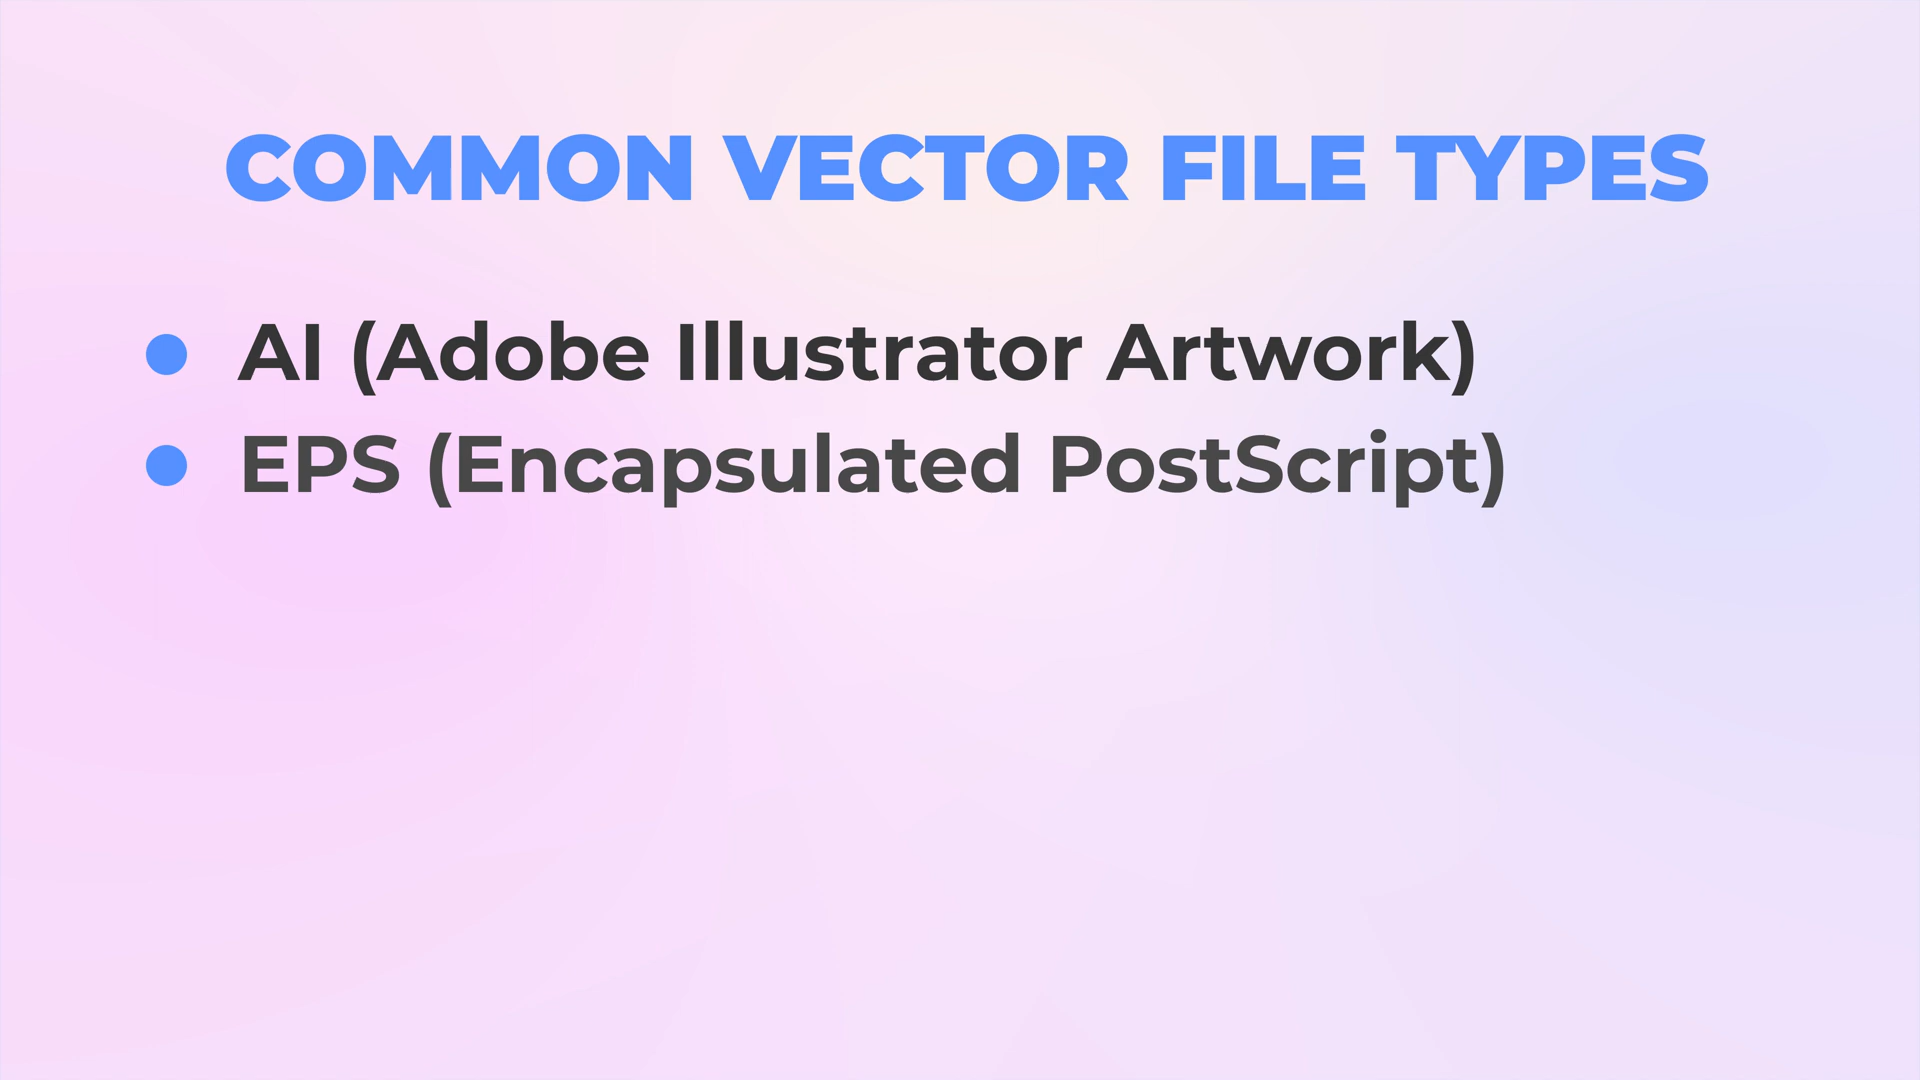 COMMON VECTOR FILE TYPES
AI (Adobe Illustrator Artwork)
EPS (Encapsulated PostScript)